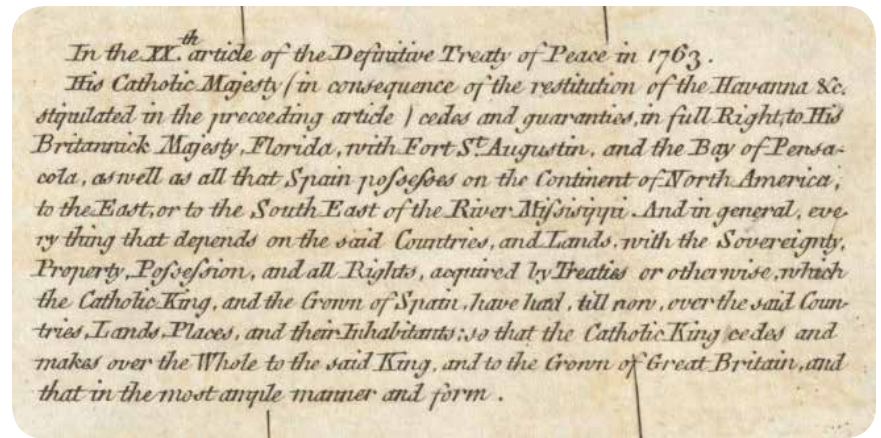 In the XX.th article of the Definitive Treaty of Peace in 1763.
His Catholic Majesty (in consequence of the restitution of the Havanna &c.
stipulated in the preceeding article) cedes and guaranties, in full Right, to His
Britannick Majesty, Florida, with Fort St. Augustin, and the Bay of Pensa-
cola, as well as all that Spain poſseſses on the Continent of North America,
to the East, or to the South East of the River Miſsisippi. And in general, eve-
ry thing that depends on the said Countries, and Lands, with the Sovereignty,
Property, Poſseſsion, and all Rights, acquired by Treaties or otherwise, which
the Catholic King, and the Crown of Spain, have had, till now, over the said Coun-
tries, Lands, Places, and their Inhabitants; so that the Catholic King cedes and
makes over the Whole to the said King, and to the Crown of Great Britain, and
that in the most ample manner and form.